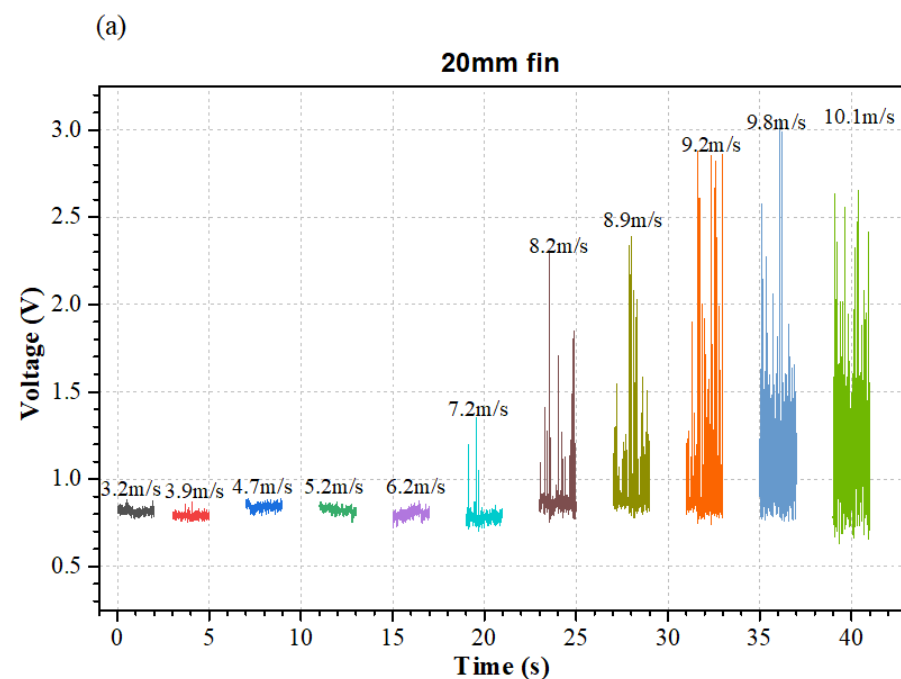 (a)
20mm fin
3.0
2.5
2.0
1.5
1.0
0.5
Voltage (V)
3.2m/s
3.9m/s
4.7m/s
5.2m/s
6.2m/s
7.2m/s
8.2m/s
8.9m/s
9.2m/s
9.8m/s
10.1m/s
0 5 10 15 20 25 30 35 40
Time (s)